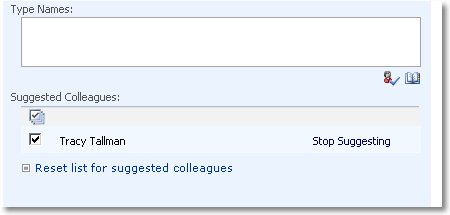 Type Names:
Suggested Colleagues:
Tracy Tallman Stop Suggesting
Reset list for suggested colleagues